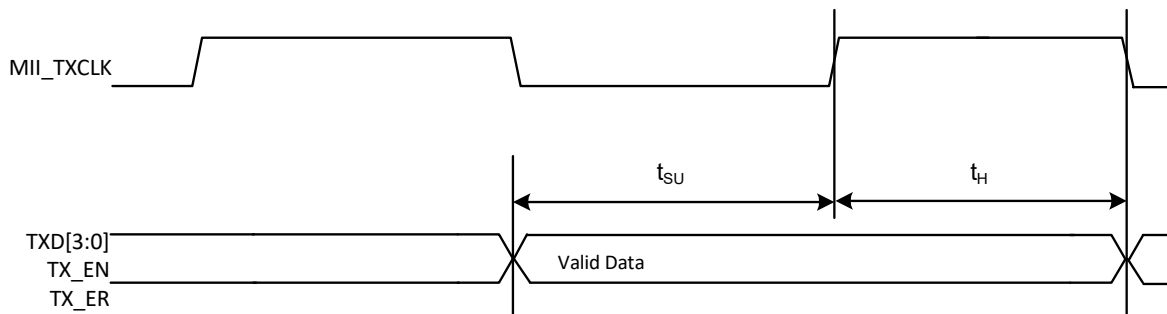 MII_TXCLK
tSU
tH
TXD[3:0]
TX_EN
TX_ER
Valid Data